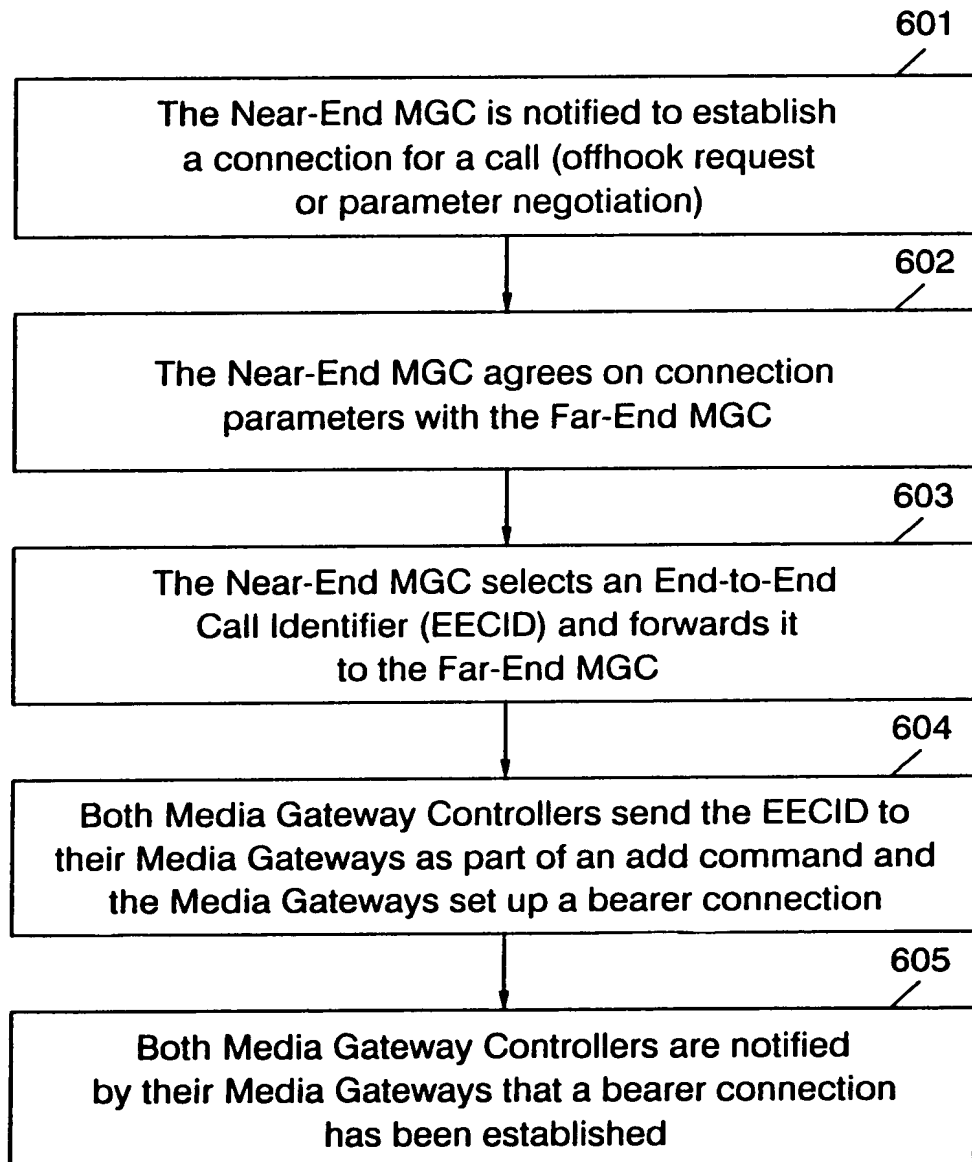 601
The Near-End MGC is notified to establish
a connection for a call (offhook request
or parameter negotiation)
602
The Near-End MGC agrees on connection
parameters with the Far-End MGC
603
The Near-End MGC selects an End-to-End
Call Identifier (EECID) and forwards it
to the Far-End MGC
604
Both Media Gateway Controllers send the EECID to
their Media Gateways as part of an add command and
the Media Gateways set up a bearer connection
605
Both Media Gateway Controllers are notified
by their Media Gateways that a bearer connection
has been established